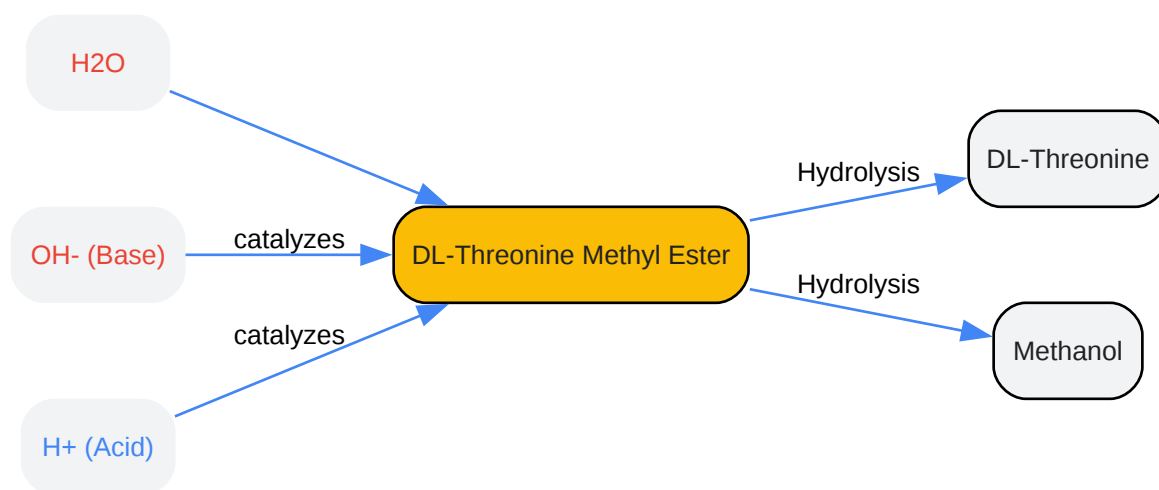 H2O
OH- (Base)
H+ (Acid)
catalyzes
catalyzes
DL-Threonine Methyl Ester
Hydrolysis
Hydrolysis
DL-Threonine
Methanol